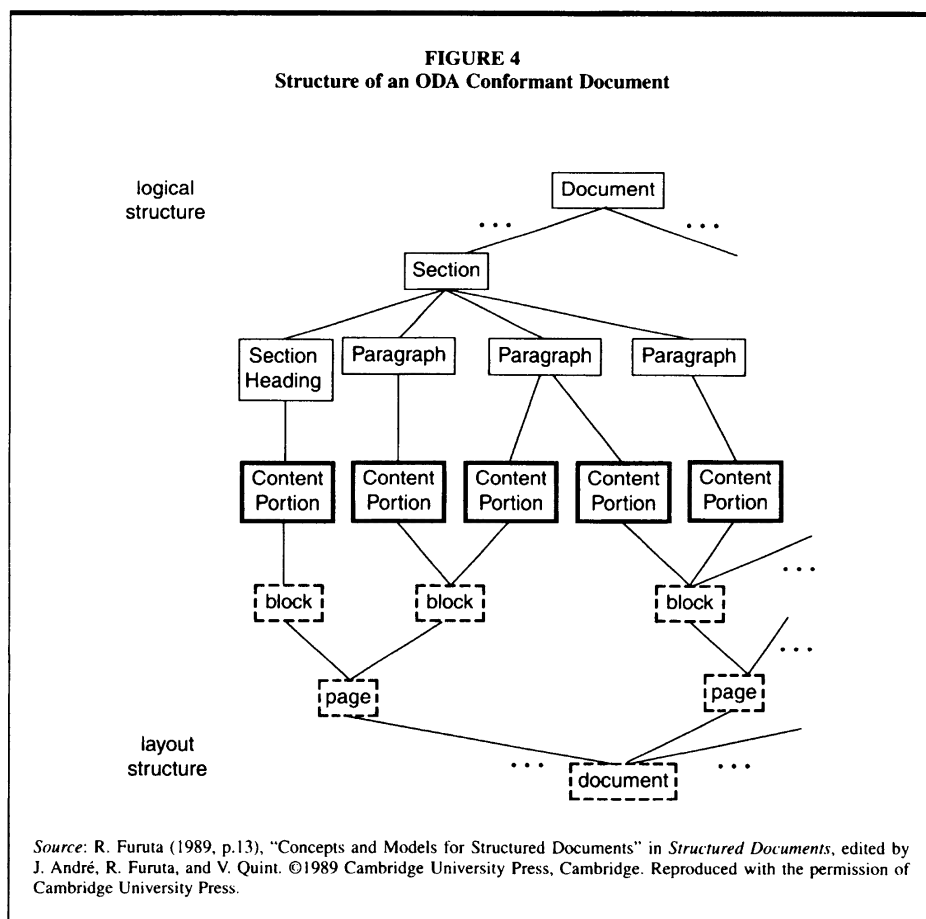 FIGURE 4
Structure of an ODA Conformant Document
logical
structure
Document
... ...
Section
Section
Heading
Paragraph
Paragraph
Paragraph
Content
Portion
Content
Portion
Content
Portion
Content
Portion
Content
Portion
...
block
block
block
...
page
page
layout
structure
... ...
document
Source: R. Furuta (1989, p.13), “Concepts and Models for Structured Documents” in Structured Documents, edited by
J. André, R. Furuta, and V. Quint. ©1989 Cambridge University Press, Cambridge. Reproduced with the permission of
Cambridge University Press.